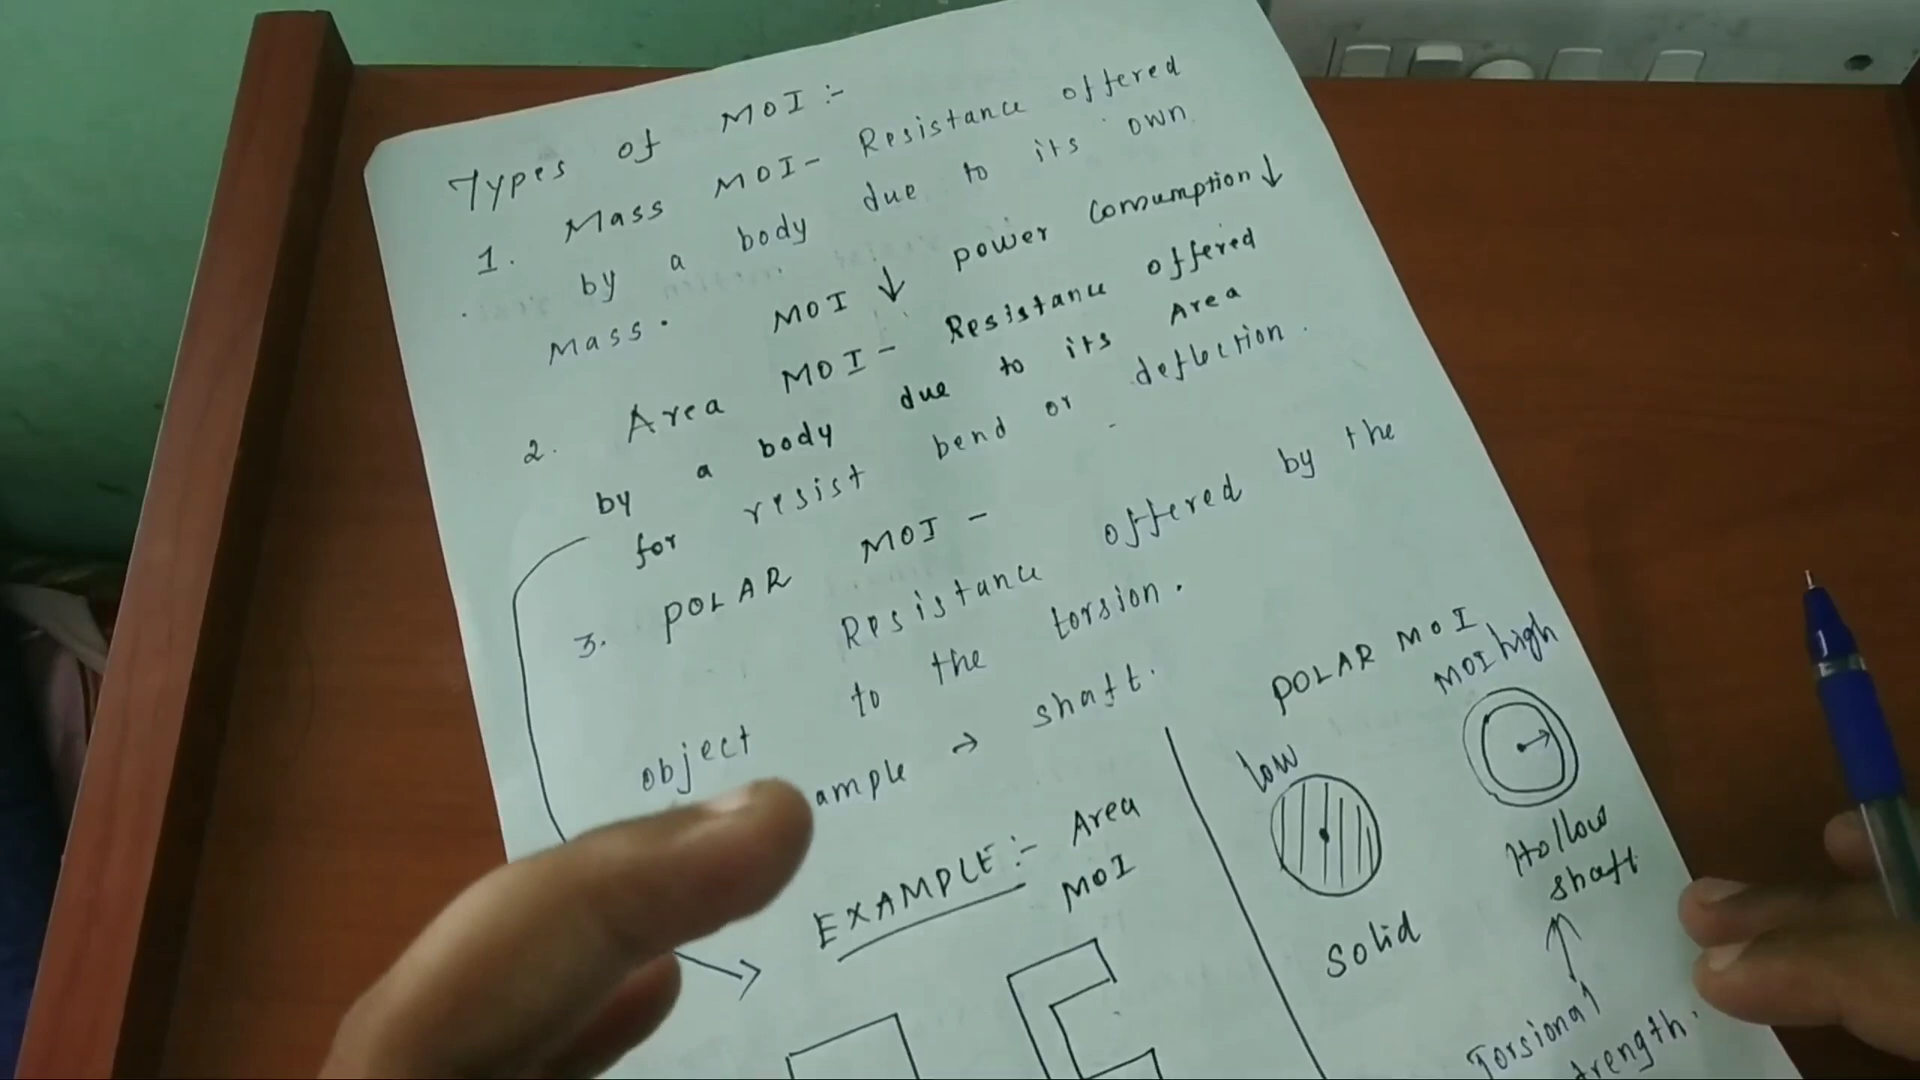 Types of MOI :-
1. Mass MOI - Resistance offered
by a body due to its own
Mass. MOI ↓ power Consumption ↓
2. Area MOI - Resistance offered
by a body due to its Area
for resist bend or deflection.
3. POLAR MOI -
Resistance offered by the
object to the torsion.
ample → shaft.
EXAMPLE :- Area
MOI
POLAR MOI
MOI high
low
Hollow
shaft
Solid
Torsional
trength.